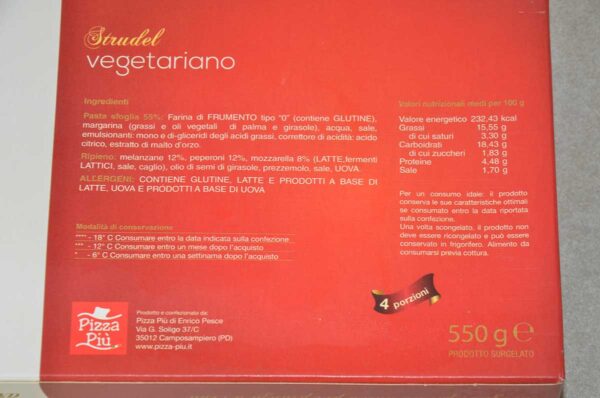 Strudel
vegetariano
Ingredienti
Pasta sfoglia 55%: Farina di FRUMENTO tipo "0" (contiene GLUTINE),
margarina (grassi e oli vegetali di palma e girasole), acqua, sale,
emulsionanti: mono e di-gliceridi degli acidi grassi, correttore di acidità: acido
citrico, estratto di malto d'orzo.
Ripieno: melanzane 12%, peperoni 12%, mozzarella 8% (LATTE,fermenti
LATTICI, sale, caglio), olio di semi di girasole, prezzemolo, sale, UOVA.
ALLERGENI: CONTIENE GLUTINE, LATTE E PRODOTTI A BASE DI
LATTE, UOVA E PRODOTTI A BASE DI UOVA
Modalità di conservazione
**** - 18° C Consumare entro la data indicata sulla confezione
*** - 12° C Consumare entro un mese dopo l'acquisto
* - 6° C Consumare entro una settinama dopo l'acquisto
Valori nutrizionali medi per 100 g
Valore energetico 232,43 kcal
Grassi 15,55 g
di cui saturi 3,30 g
Carboidrati 18,43 g
di cui zuccheri 1,83 g
Proteine 4,48 g
Sale 1,70 g
Per un consumo ideale: il prodotto
conserva le sue caratteristiche ottimali
se consumato entro la data riportata
sulla confezione.
Una volta scongelato, il prodotto non
deve essere ricongelato e può essere
conservato in frigorifero. Alimento da
consumarsi previa cottura.
4 porzioni
Pizza
Più
Prodotto e confezionato da:
Pizza Più di Enrico Pesce
Via G. Soligo 37/C
35012 Camposampiero (PD)
www.pizza-piu.it
550 g e
PRODOTTO SURGELATO